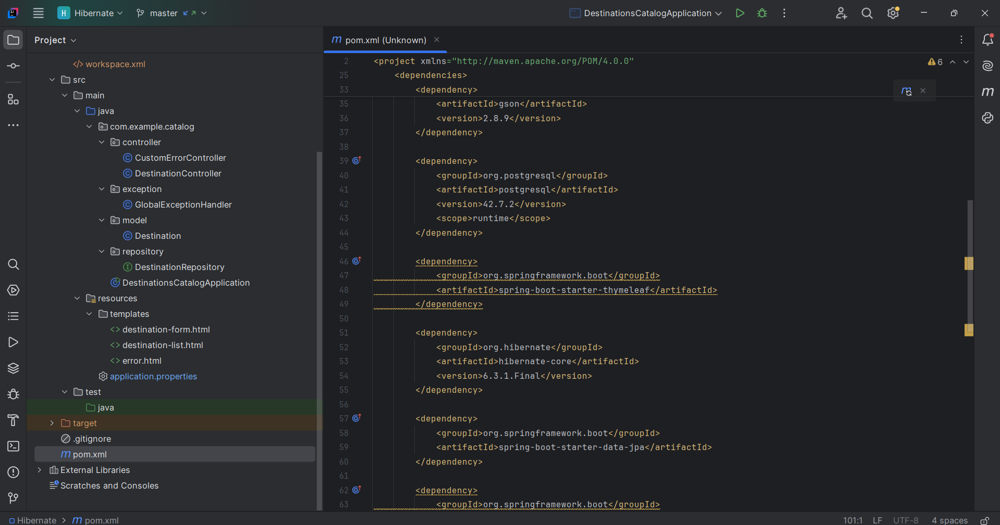 H Hibernate master DestinationsCatalogApplication
Project
pom.xml (Unknown)
workspace.xml
src
main
java
com.example.catalog
controller
CustomErrorController
DestinationController
exception
GlobalExceptionHandler
model
Destination
repository
DestinationRepository
DestinationsCatalogApplication
resources
templates
destination-form.html
destination-list.html
error.html
application.properties
test
java
target
.gitignore
pom.xml
External Libraries
Scratches and Consoles
2 <project xmlns="http://maven.apache.org/POM/4.0.0"
6
25 <dependencies>
33 <dependency>
35 <artifactId>gson</artifactId>
36 <version>2.8.9</version>
37 </dependency>
38
39 <dependency>
40 <groupId>org.postgresql</groupId>
41 <artifactId>postgresql</artifactId>
42 <version>42.7.2</version>
43 <scope>runtime</scope>
44 </dependency>
45
46 <dependency>
47 <groupId>org.springframework.boot</groupId>
48 <artifactId>spring-boot-starter-thymeleaf</artifactId>
49 </dependency>
50
51 <dependency>
52 <groupId>org.hibernate</groupId>
53 <artifactId>hibernate-core</artifactId>
54 <version>6.3.1.Final</version>
55 </dependency>
56
57 <dependency>
58 <groupId>org.springframework.boot</groupId>
59 <artifactId>spring-boot-starter-data-jpa</artifactId>
60 </dependency>
61
62 <dependency>
63 <groupId>org.springframework.boot</groupId>
Hibernate > pom.xml
101:1 LF UTF-8 4 spaces